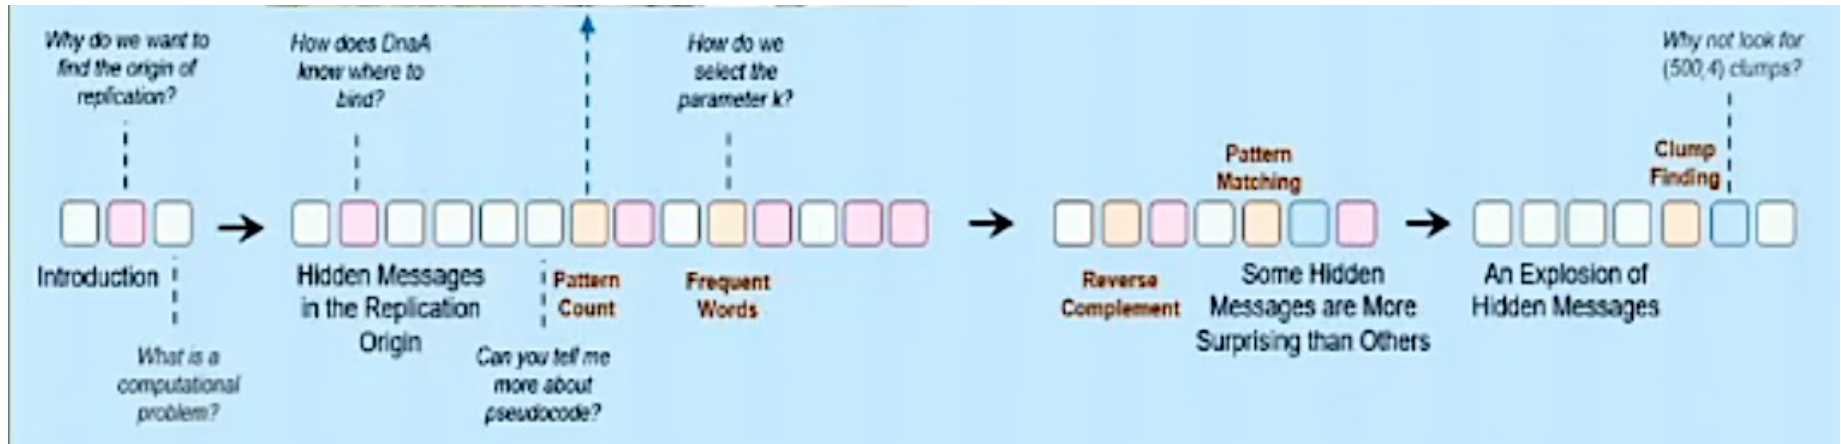 Why do we want to
find the origin of
replication?
How does DnaA
know where to
bind?
How do we
select the
parameter k?
Why not look for
(500,4) clumps?
Pattern
Matching
Clump
Finding
Introduction
Hidden Messages
in the Replication
Origin
Pattern
Count
Frequent
Words
Reverse
Complement
Some Hidden
Messages are More
Surprising than Others
An Explosion of
Hidden Messages
What is a
computational
problem?
Can you tell me
more about
pseudocode?